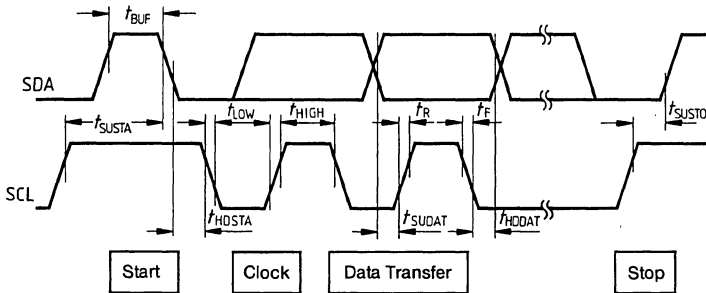 tBUF
SDA
tSUSTA
tLOW
tHIGH
tR
tF
tSUSTO
SCL
tHDSTA
tSUDAT
tHDDAT
Start
Clock
Data Transfer
Stop